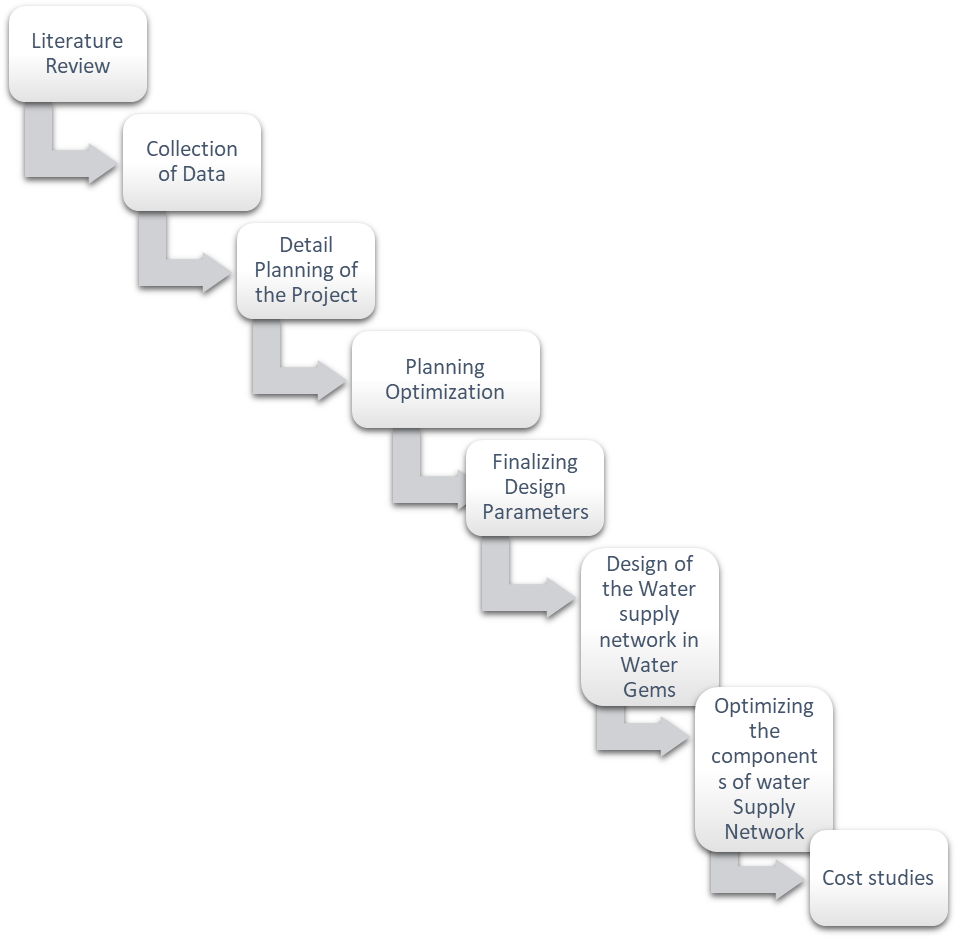 Literature
Review
Collection
of Data
Detail
Planning of
the Project
Planning
Optimization
Finalizing
Design
Parameters
Design of
the Water
supply
network in
Water
Gems
Optimizing
the
component
s of water
Supply
Network
Cost studies